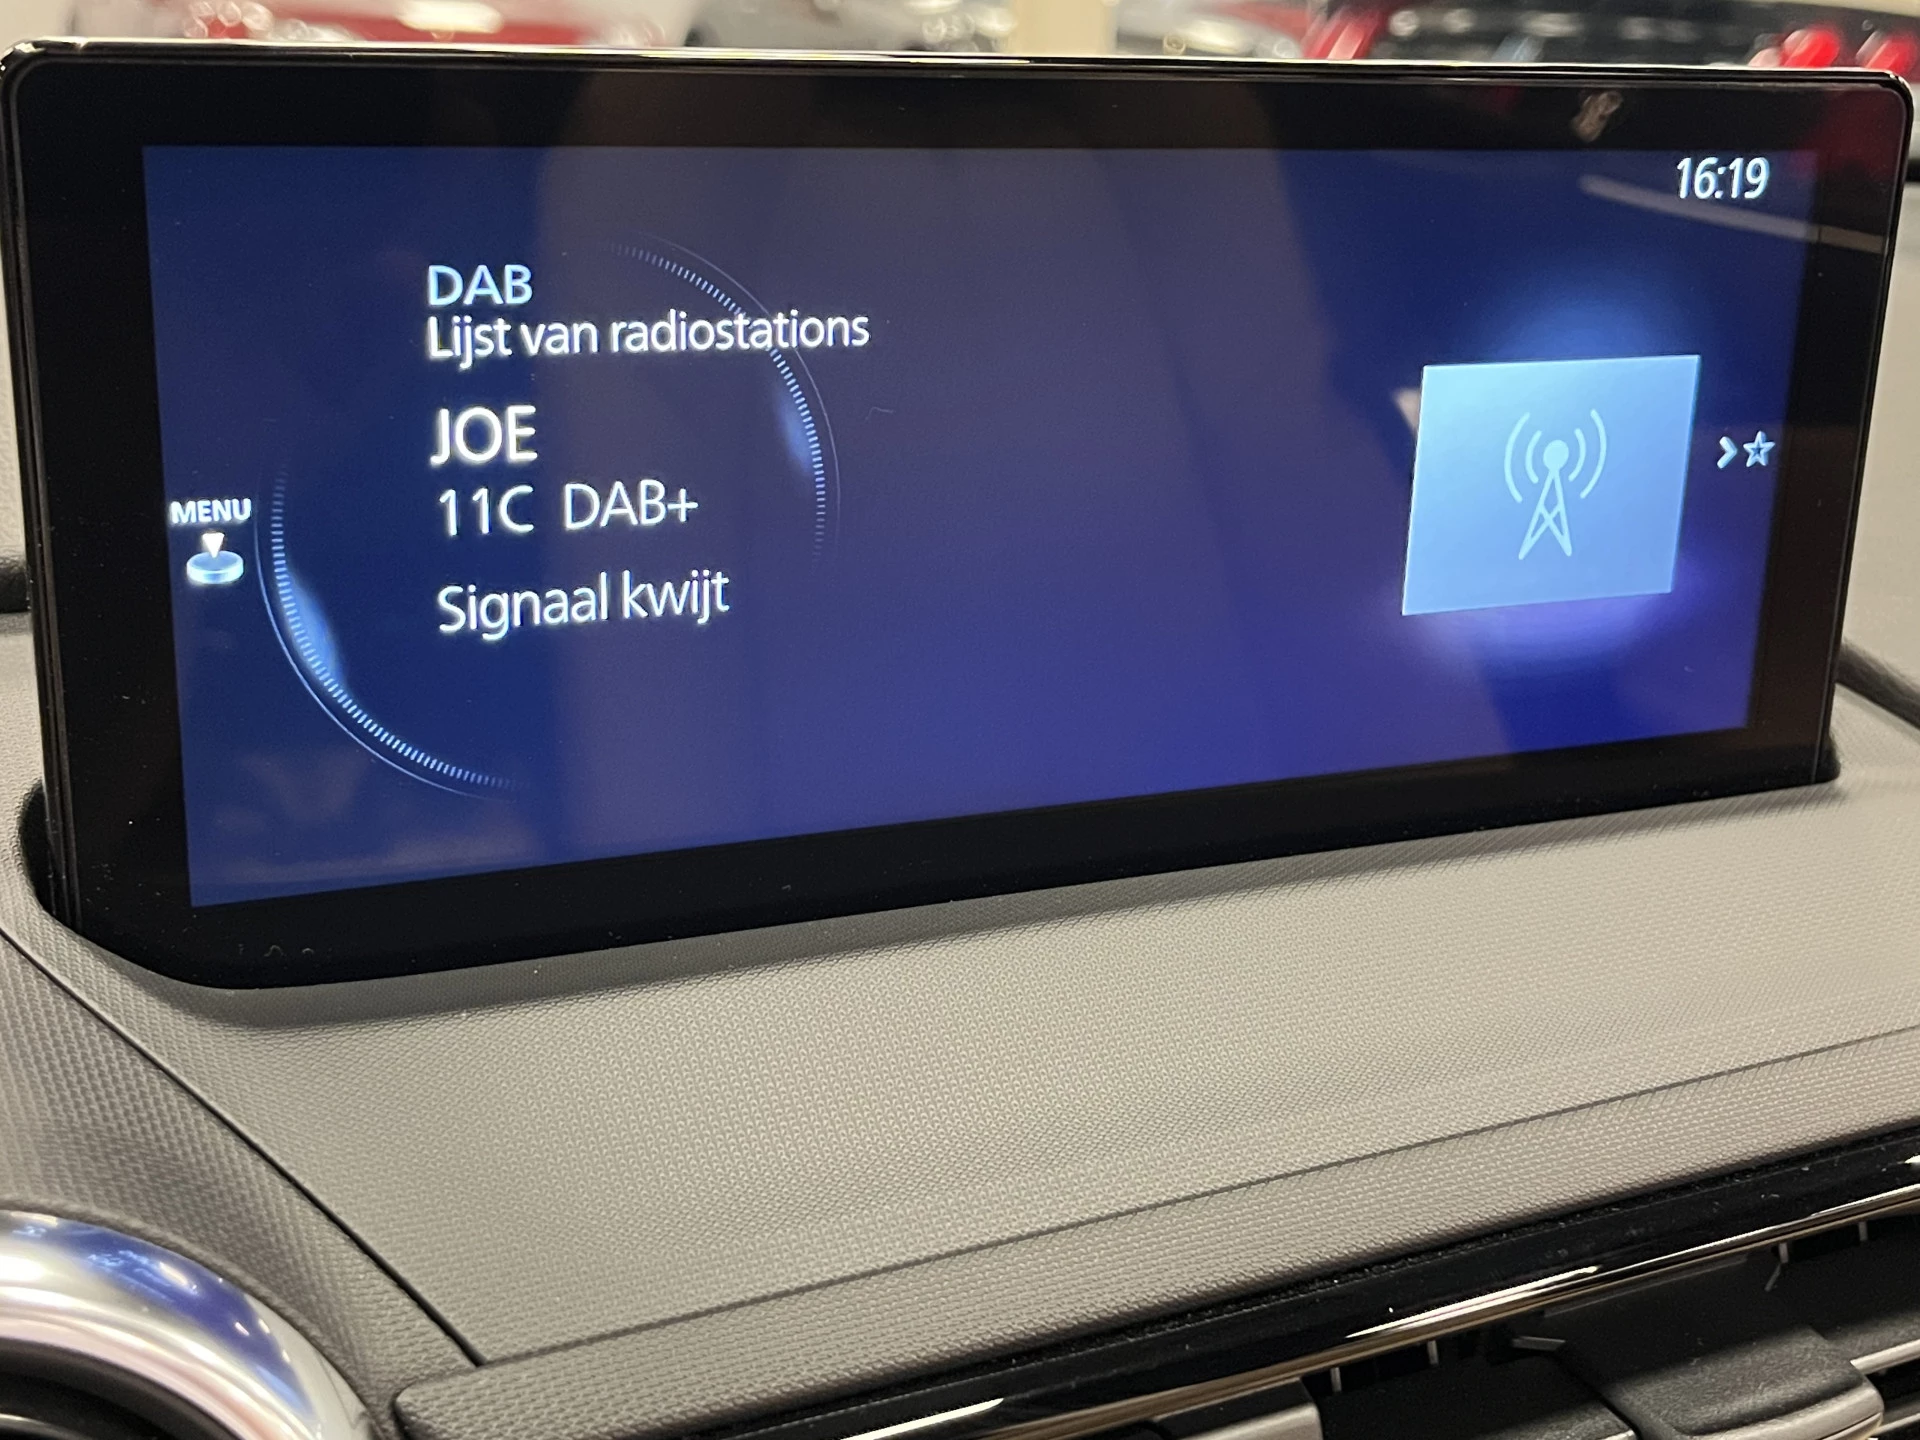 16:19
DAB
Lijst van radiostations
JOE
11C DAB+
MENU
Signaal kwijt